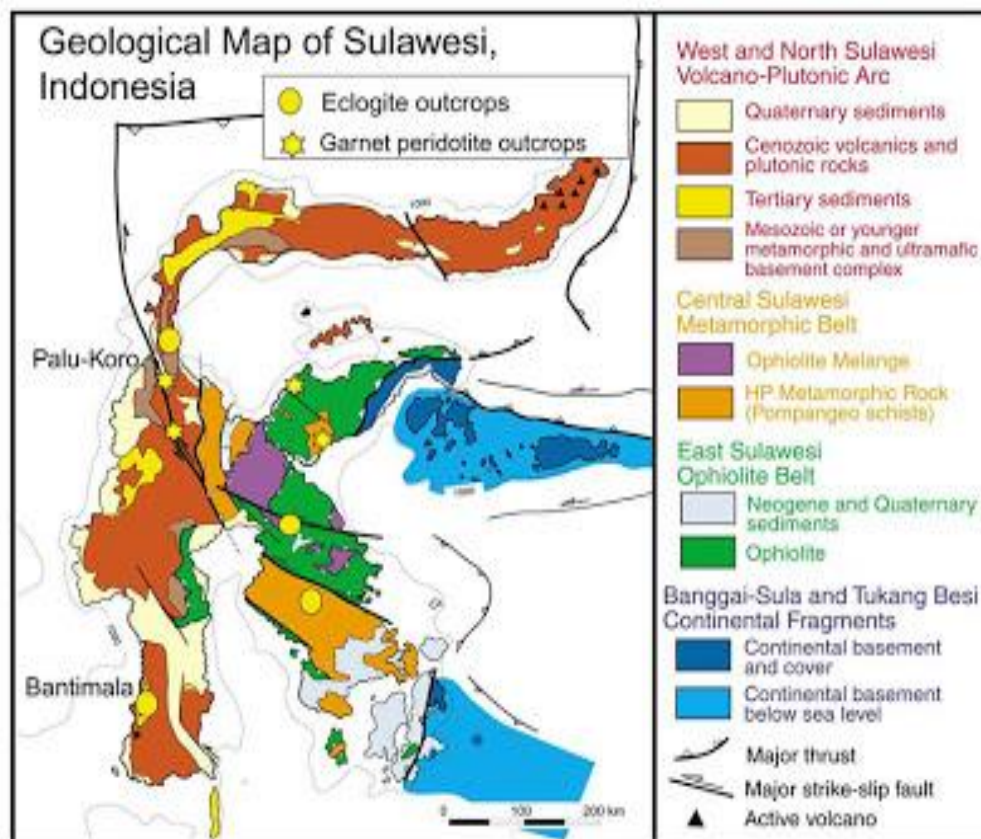 Geological Map of Sulawesi,
Indonesia
Eclogite outcrops
Garnet peridotite outcrops
Palu-Koro
Bantimala
0 100 200 km
West and North Sulawesi
Volcano-Plutonic Arc
Quaternary sediments
Cenozoic volcanics and
plutonic rocks
Tertiary sediments
Mesozoic or younger
metamorphic and ultramafic
basement complex
Central Sulawesi
Metamorphic Belt
Ophiolite Melange
HP Metamorphic Rock
(Pompangeo schists)
East Sulawesi
Ophiolite Belt
Neogene and Quaternary
sediments
Ophiolite
Banggai-Sula and Tukang Besi
Continental Fragments
Continental basement
and cover
Continental basement
below sea level
Major thrust
Major strike-slip fault
Active volcano